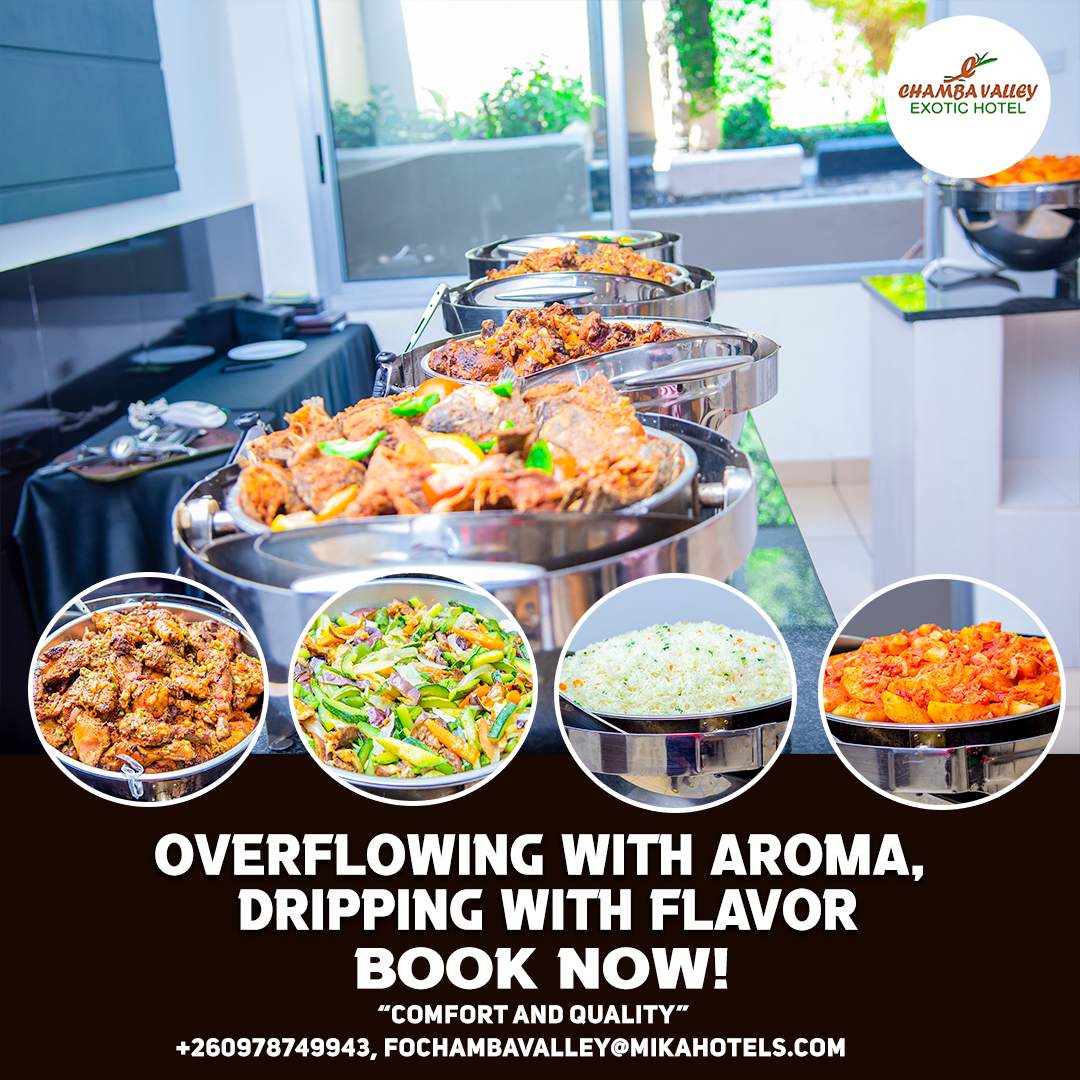 CHAMBA VALLEY
EXOTIC HOTEL
OVERFLOWING WITH AROMA,
DRIPPING WITH FLAVOR
BOOK NOW!
“COMFORT AND QUALITY”
+260978749943, FOCHAMBAVALLEY@MIKAHOTELS.COM